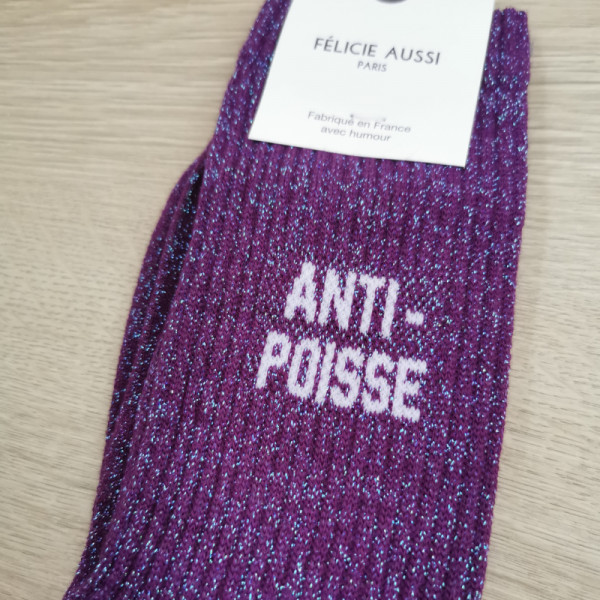 FÉLICIE AUSSI
PARIS
Fabriqué en France
avec humour
ANTI-
POISSE